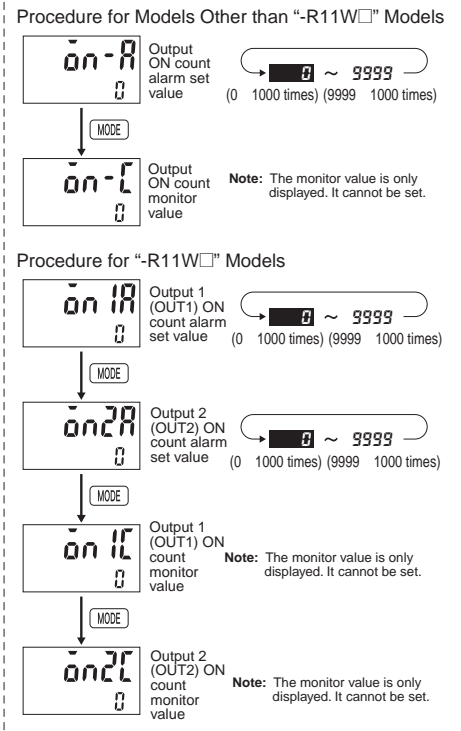 Procedure for Models Other than “-R11W□” Models
on-A
0
Output
ON count
alarm set
value
0 ~ 9999
(0 1000 times) (9999 1000 times)
MODE
on-C
0
Output
ON count
monitor
value
Note: The monitor value is only
displayed. It cannot be set.
Procedure for “-R11W□” Models
on1A
0
Output 1
(OUT1) ON
count alarm
set value
0 ~ 9999
(0 1000 times) (9999 1000 times)
MODE
on2A
0
Output 2
(OUT2) ON
count alarm
set value
0 ~ 9999
(0 1000 times) (9999 1000 times)
MODE
on1C
0
Output 1
(OUT1) ON
count
monitor
value
Note: The monitor value is only
displayed. It cannot be set.
MODE
on2C
0
Output 2
(OUT2) ON
count
monitor
value
Note: The monitor value is only
displayed. It cannot be set.